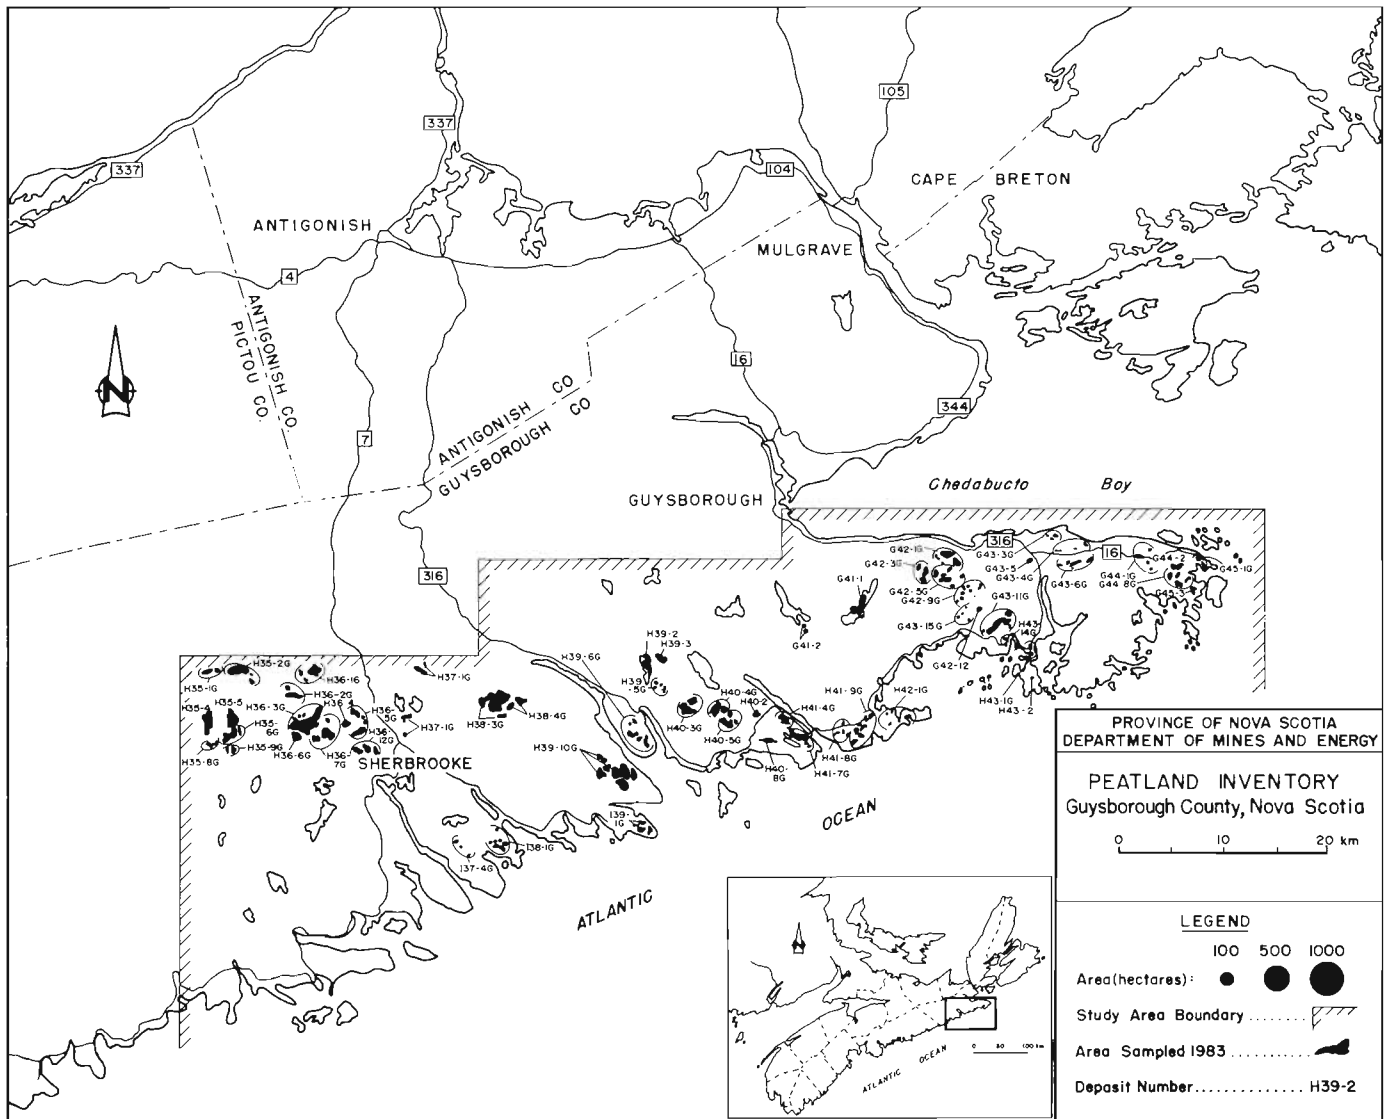 105
337
337
104
CAPE BRETON
ANTIGONISH
MULGRAVE
4
ANTIGONISH CO.
PICTOU CO.
N
16
344
7
ANTIGONISH CO
GUYSBOROUGH CO
Chedabucto Bay
GUYSBOROUGH
316
316
16
G42-1G
G43-3G
G42-3G
G43-5
G43-4G
G44-2
G45-1G
G41-1
G42-5G
G43-6G
G44-1G
G44-8G
G42-9G
G43-11G
G45-3
G43-15G
H43-14G
G41-2
G42-12
H39-2
H39-3
H39-6G
H35-2G
H36-1G
H37-1G
H35-1G
H36-2G
H39-5G
H41-9G
H42-1G
H43-1G
H43-2
H35-4
H35-5
H36-3G
H36-4
H36-5G
H40-4G
H40-2
H41-4G
H35-6G
H37-1G
H38-3G
H38-4G
H40-3G
H36-12G
H40-5G
H35-9G
H35-8G
H36-6G
H36-7G
H39-10G
H41-8G
H40-8G
H41-7G
SHERBROOKE
I39-1G
I38-1G
I37-4G
ATLANTIC OCEAN
PROVINCE OF NOVA SCOTIA
DEPARTMENT OF MINES AND ENERGY
PEATLAND INVENTORY
Guysborough County, Nova Scotia
0 10 20 km
LEGEND
100 500 1000
Area (hectares):
Study Area Boundary .......
Area Sampled 1983 ...........
Deposit Number ............. H39-2
N
0 50 100 km
ATLANTIC OCEAN